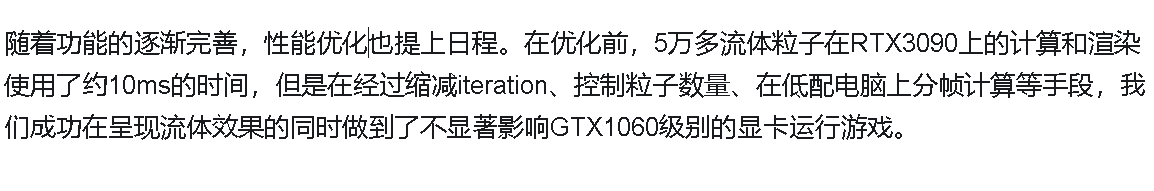 随着功能的逐渐完善，性能优化也提上日程。在优化前，5万多流体粒子在RTX3090上的计算和渲染
使用了约10ms的时间，但是在经过缩减iteration、控制粒子数量、在低配电脑上分帧计算等手段，我
们成功在呈现流体效果的同时做到了不显著影响GTX1060级别的显卡运行游戏。